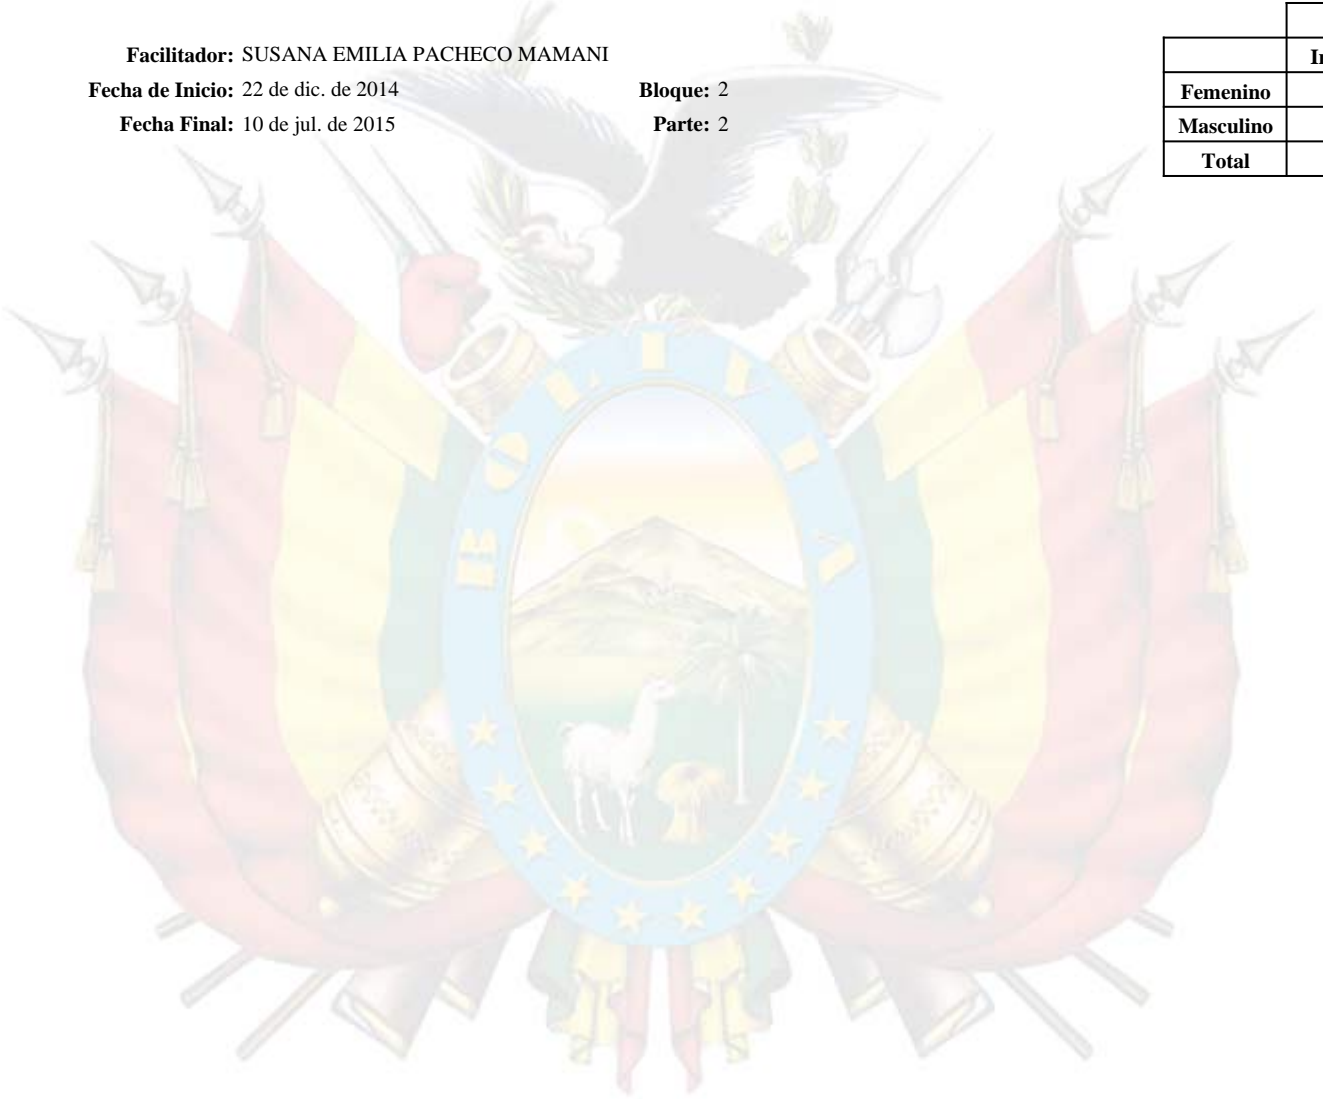 Facilitador: SUSANA EMILIA PACHECO MAMANI
Fecha de Inicio: 22 de dic. de 2014 Bloque: 2
Fecha Final: 10 de jul. de 2015 Parte: 2
Femenino
Masculino
Total
BOLIVIA